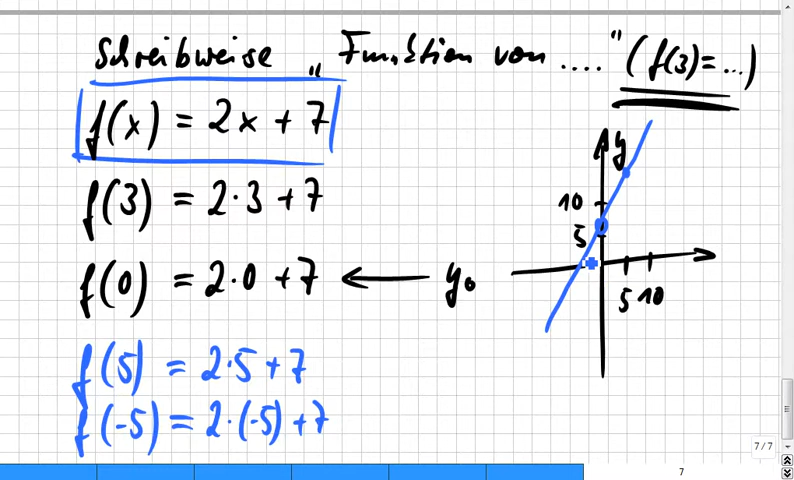 Schreibweise „Funktion von ...." (f(3)=...)
f(x) = 2x + 7
f(3) = 2·3 + 7
f(0) = 2·0 + 7 ← y₀
f(5) = 2·5 + 7
f(-5) = 2·(-5) + 7
y
10
5
5 10
7/7
7